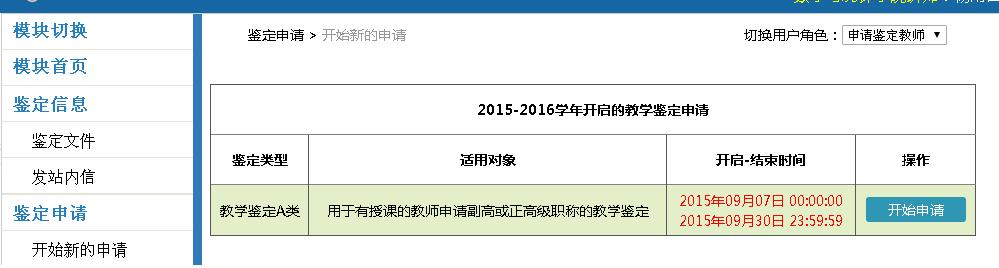 模块切换
模块首页
鉴定信息
鉴定文件
发站内信
鉴定申请
开始新的申请
鉴定申请 > 开始新的申请
切换用户角色：申请鉴定教师
2015-2016学年开启的教学鉴定申请
鉴定类型 适用对象 开启-结束时间 操作
教学鉴定A类 用于有授课的教师申请副高或正高级职称的教学鉴定 2015年09月07日 00:00:00
2015年09月30日 23:59:59
开始申请